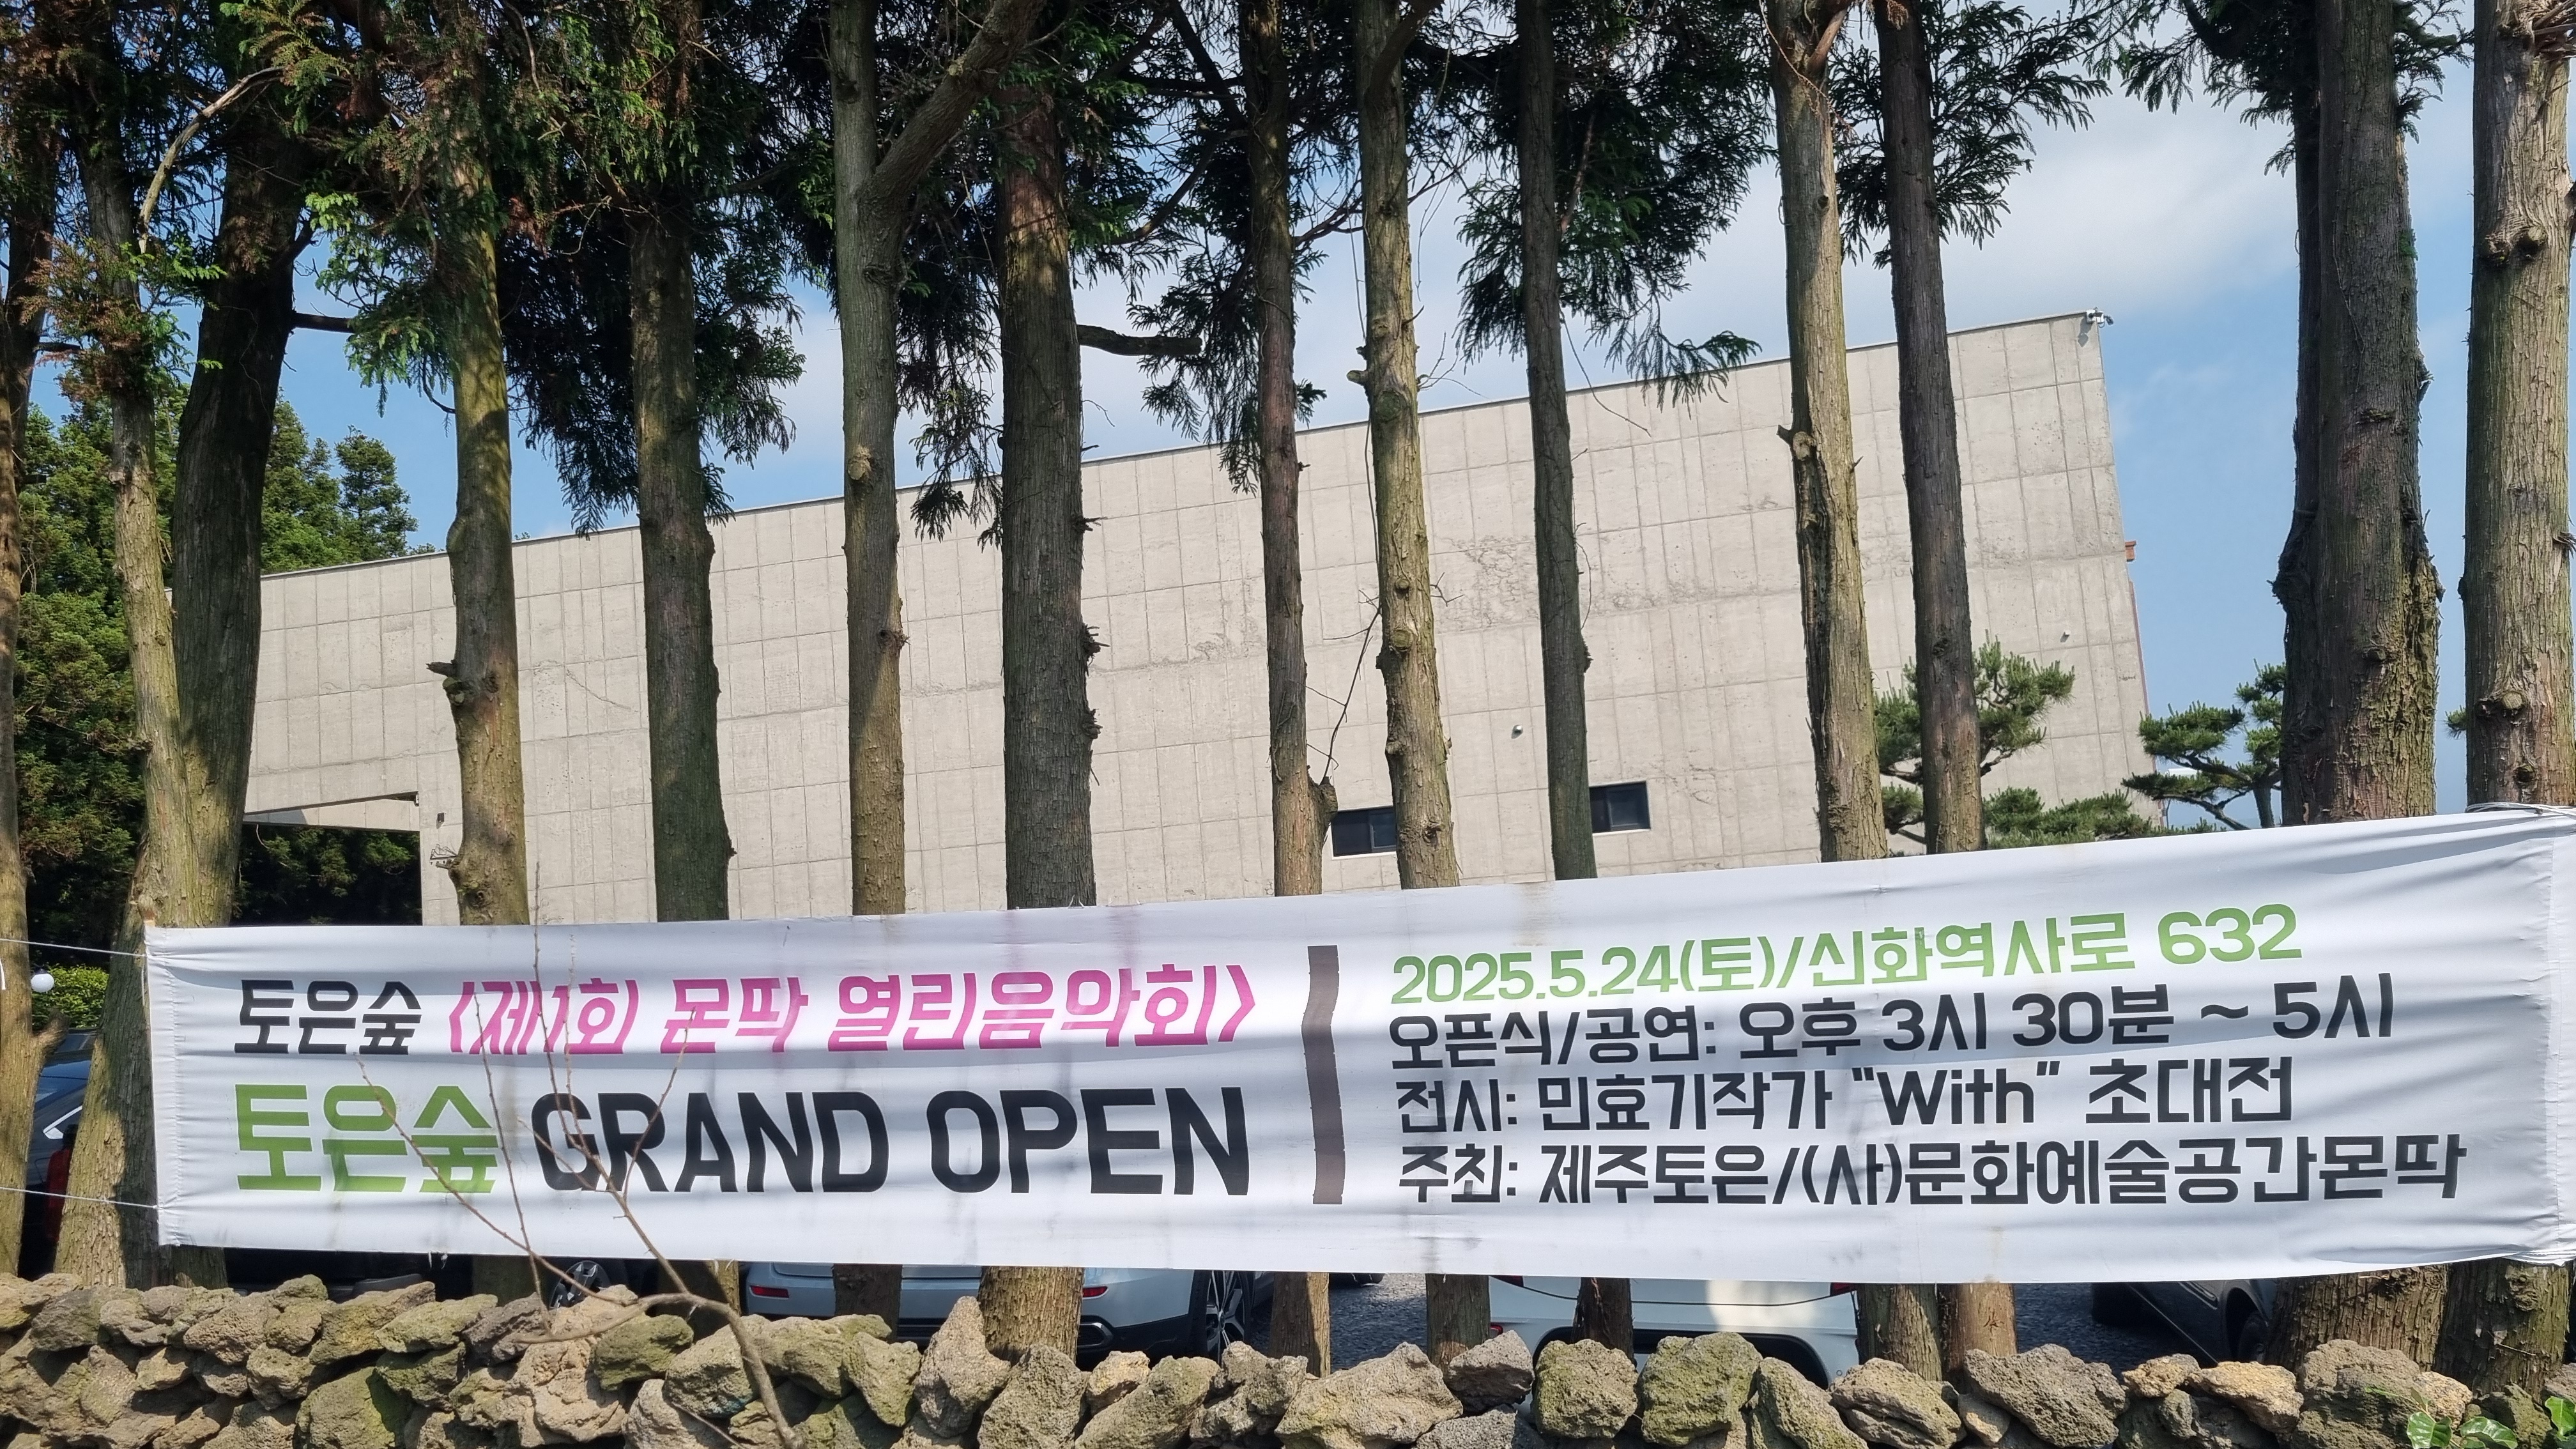 토은숲 <제1회 몬딱 열린음악회>
토은숲 GRAND OPEN
2025.5.24(토)/신화역사로 632
오픈식/공연: 오후 3시 30분 ~ 5시
전시: 민효기작가 "With" 초대전
주최: 제주토은/(사)문화예술공간몬딱